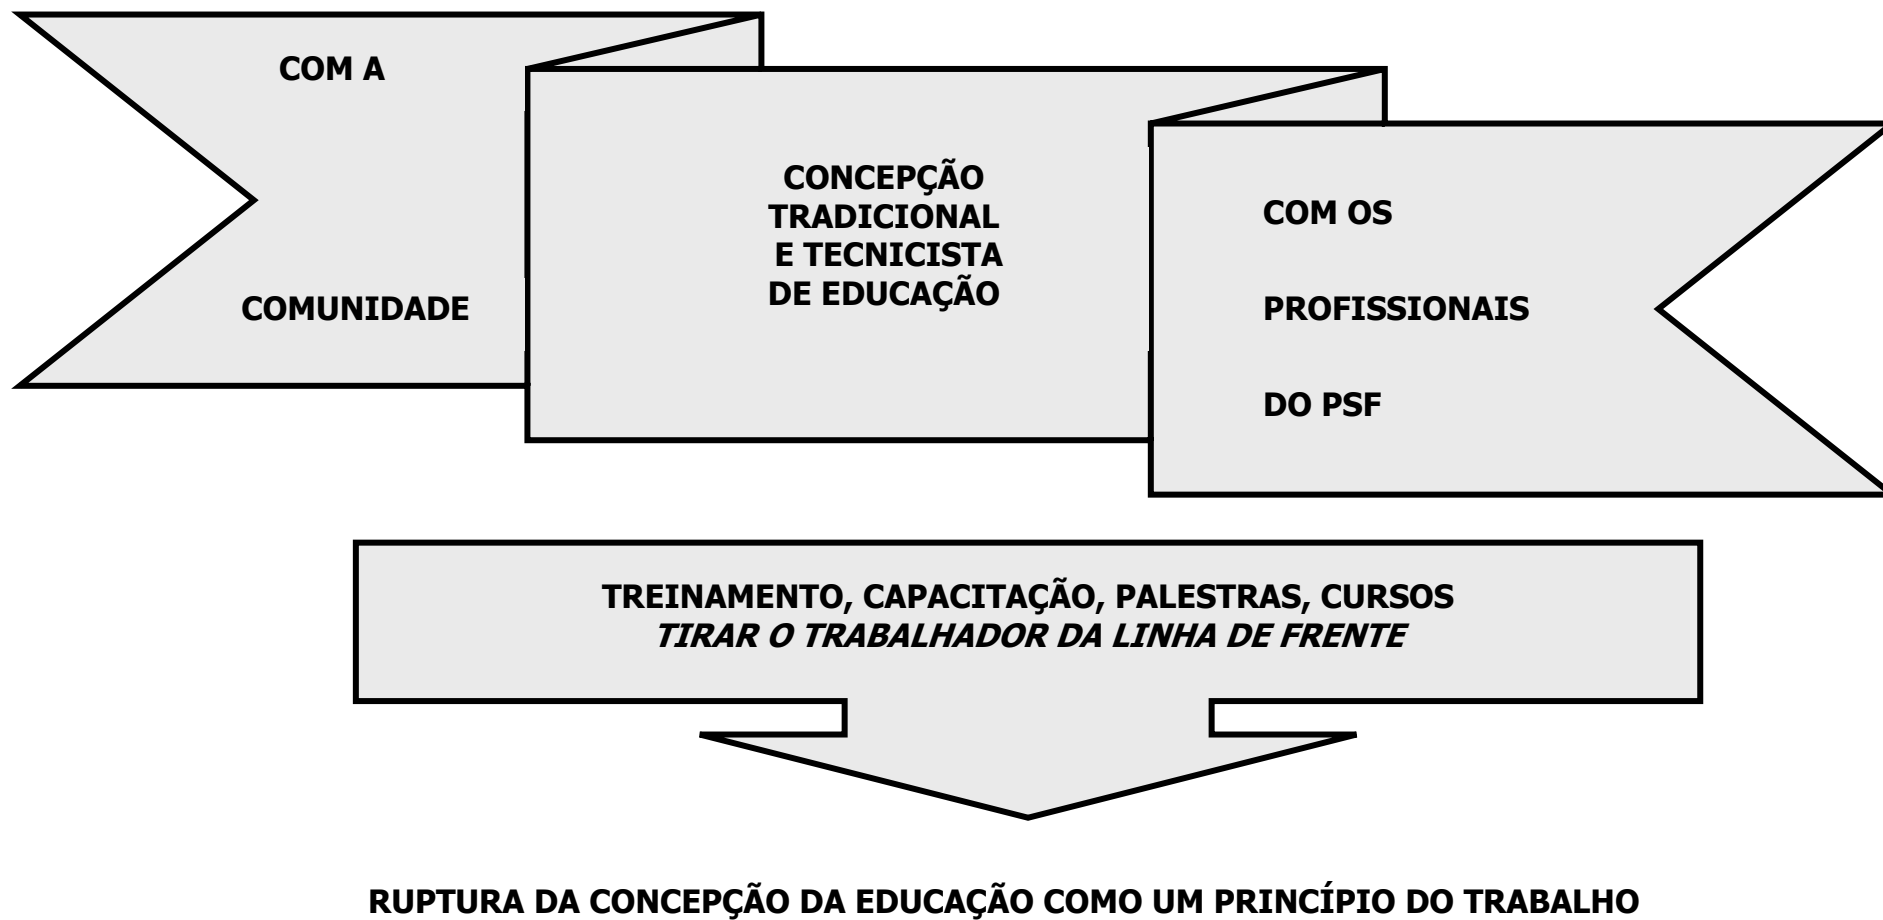 COM A
COMUNIDADE
CONCEPÇÃO
TRADICIONAL
E TECNICISTA
DE EDUCAÇÃO
COM OS
PROFISSIONAIS
DO PSF
TREINAMENTO, CAPACITAÇÃO, PALESTRAS, CURSOS
TIRAR O TRABALHADOR DA LINHA DE FRENTE
RUPTURA DA CONCEPÇÃO DA EDUCAÇÃO COMO UM PRINCÍPIO DO TRABALHO